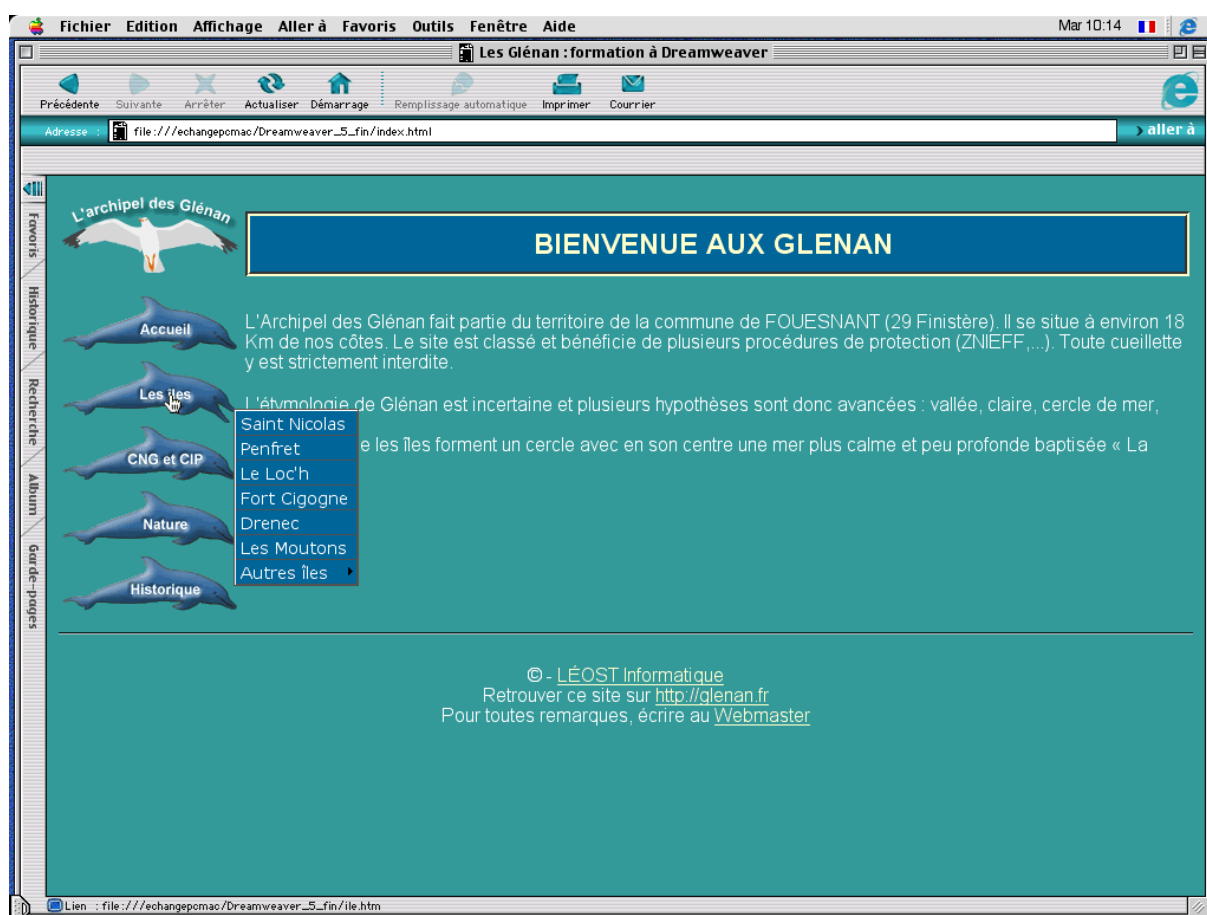 Fichier Edition Affichage Aller à Favoris Outils Fenêtre Aide Mar 10:14
Les Glénan : formation à Dreamweaver
Précédente Suivante Arrêter Actualiser Démarrage Remplissage automatique Imprimer Courrier
Adresse : file:///echangepcmac/Dreamweaver_5_fin/index.html aller à
Favoris
Historique
Recherche
Album
Garde-pages
L'archipel des Glénan
BIENVENUE AUX GLENAN
Accueil
Les îles
CNG et CIP
Nature
Historique
L'Archipel des Glénan fait partie du territoire de la commune de FOUESNANT (29 Finistère). Il se situe à environ 18
Km de nos côtes. Le site est classé et bénéficie de plusieurs procédures de protection (ZNIEFF,...). Toute cueillette
y est strictement interdite.
L'étymologie de Glénan est incertaine et plusieurs hypothèses sont donc avancées : vallée, claire, cercle de mer,
e les îles forment un cercle avec en son centre une mer plus calme et peu profonde baptisée « La
Saint Nicolas
Penfret
Le Loc'h
Fort Cigogne
Drenec
Les Moutons
Autres îles
© - LÉOST Informatique
Retrouver ce site sur http://glenan.fr
Pour toutes remarques, écrire au Webmaster
Lien : file:///echangepcmac/Dreamweaver_5_fin/ile.htm